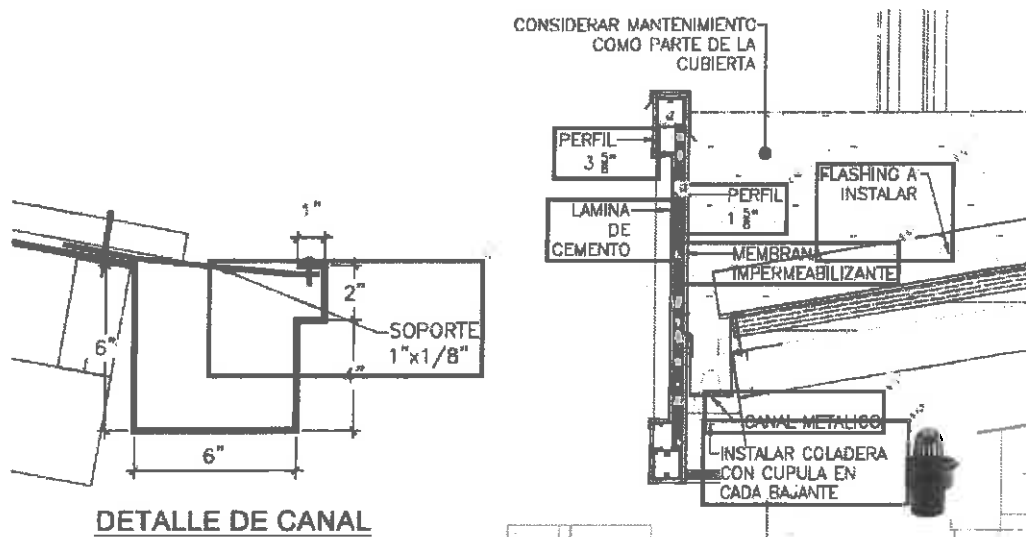 1"
2"
6"
SOPORTE
1"x1/8"
6"
DETALLE DE CANAL
CONSIDERAR MANTENIMIENTO
COMO PARTE DE LA
CUBIERTA
PERFIL
3 5/8"
FLASHING A
INSTALAR
PERFIL
1 5/8"
LAMINA
DE
CEMENTO
MEMBRANA
IMPERMEABILIZANTE
CANAL METALICO
INSTALAR COLADERA
CON CUPULA EN
CADA BAJANTE